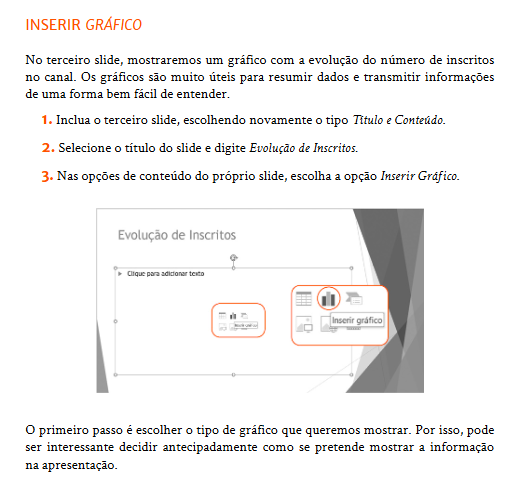 INSERIR GRÁFICO
No terceiro slide, mostraremos um gráfico com a evolução do número de inscritos
no canal. Os gráficos são muito úteis para resumir dados e transmitir informações
de uma forma bem fácil de entender.
1. Inclua o terceiro slide, escolhendo novamente o tipo Título e Conteúdo.
2. Selecione o título do slide e digite Evolução de Inscritos.
3. Nas opções de conteúdo do próprio slide, escolha a opção Inserir Gráfico.
Evolução de Inscritos
Clique para adicionar texto
Inserir gráfico
Inserir gráfico
O primeiro passo é escolher o tipo de gráfico que queremos mostrar. Por isso, pode
ser interessante decidir antecipadamente como se pretende mostrar a informação
na apresentação.